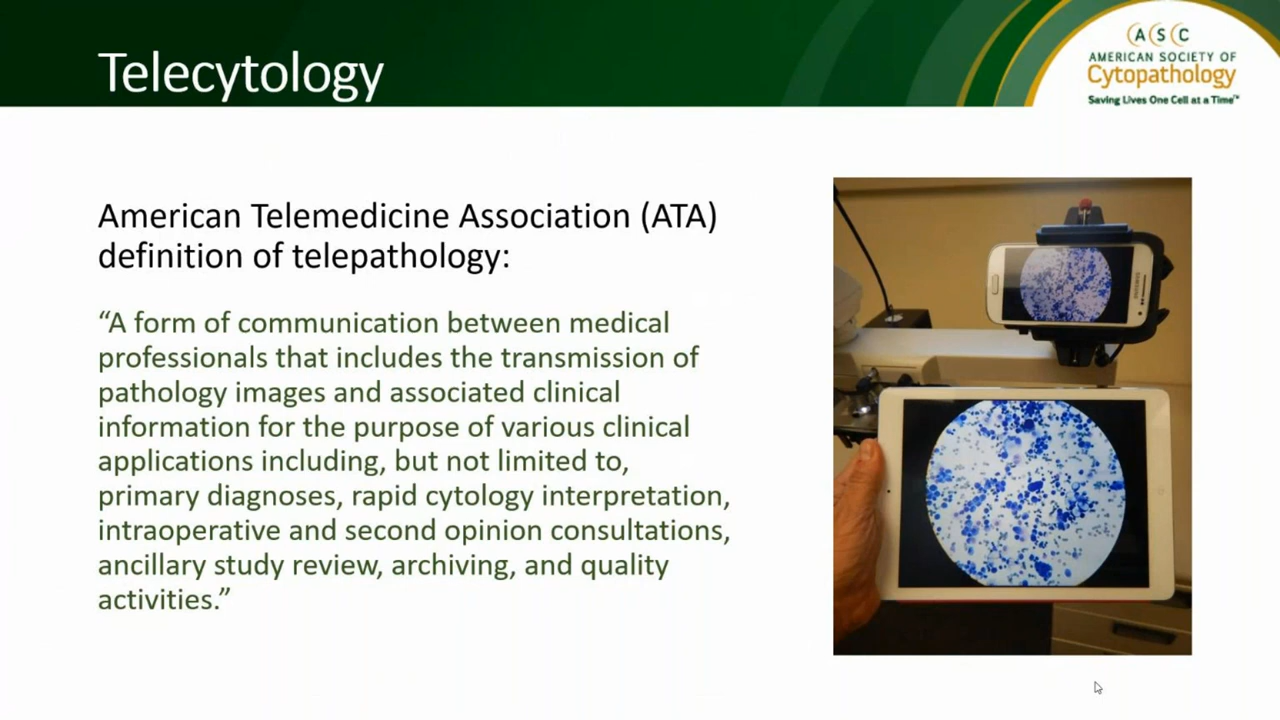 Telecytology
A S C
AMERICAN SOCIETY OF
Cytopathology
Saving Lives One Cell at a Time™
American Telemedicine Association (ATA)
definition of telepathology:
“A form of communication between medical
professionals that includes the transmission of
pathology images and associated clinical
information for the purpose of various clinical
applications including, but not limited to,
primary diagnoses, rapid cytology interpretation,
intraoperative and second opinion consultations,
ancillary study review, archiving, and quality
activities.”
SAMSUNG